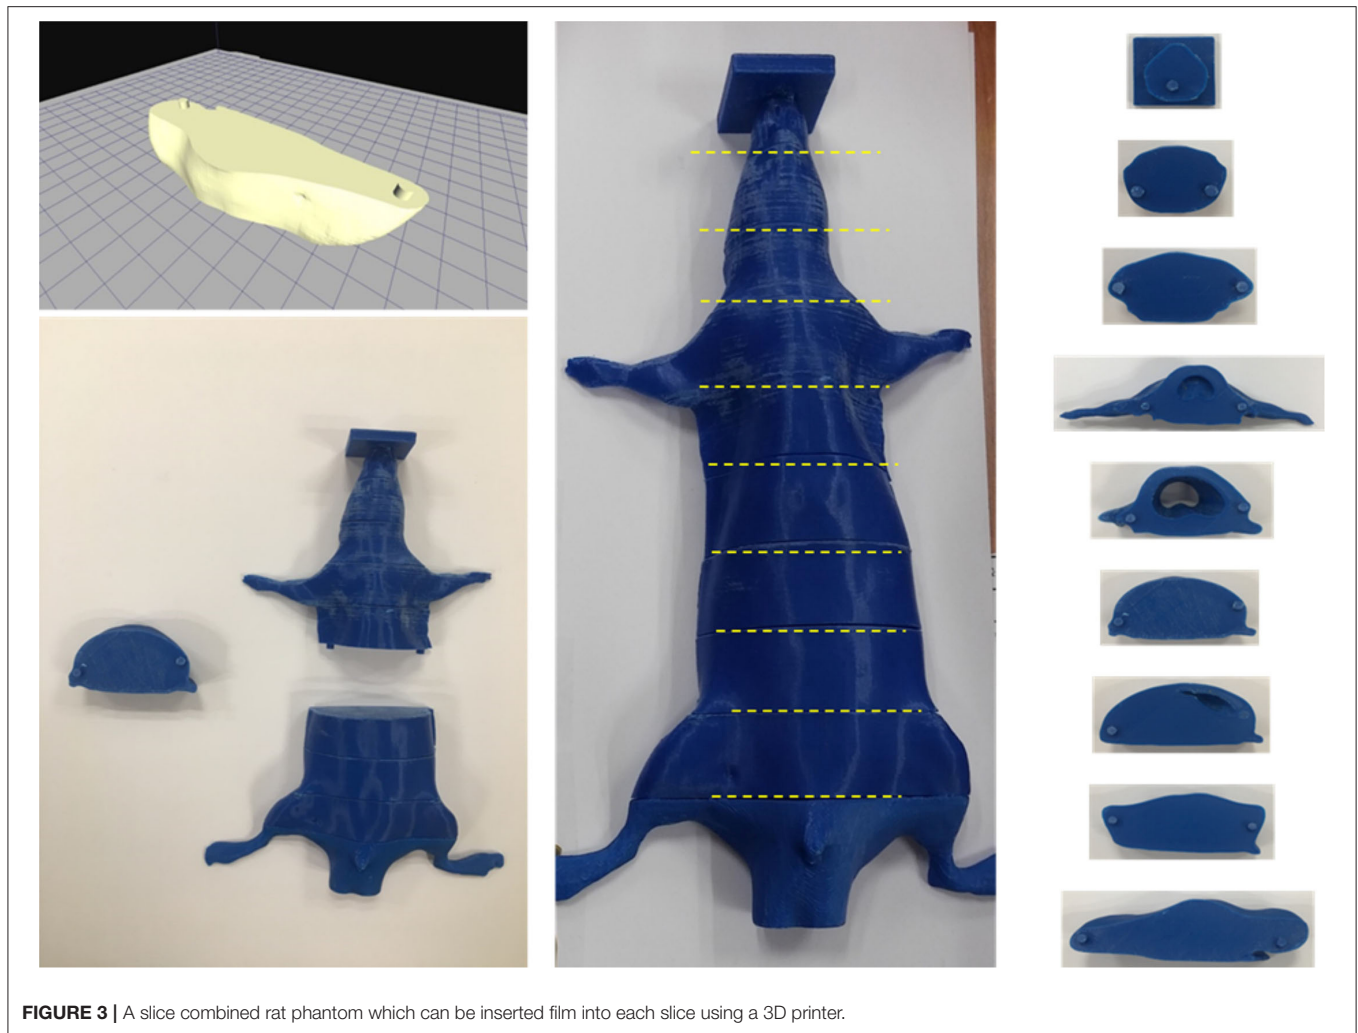 FIGURE 3 | A slice combined rat phantom which can be inserted film into each slice using a 3D printer.